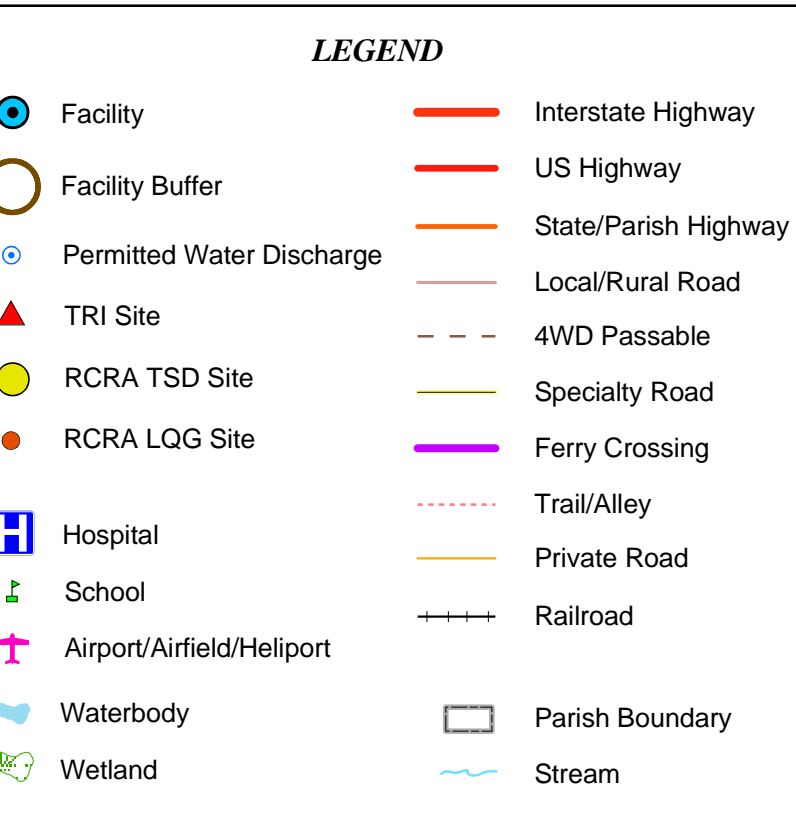 LEGEND
Facility
Facility Buffer
Permitted Water Discharge
TRI Site
RCRA TSD Site
RCRA LQG Site
Hospital
School
Airport/Airfield/Heliport
Waterbody
Wetland
Interstate Highway
US Highway
State/Parish Highway
Local/Rural Road
4WD Passable
Specialty Road
Ferry Crossing
Trail/Alley
Private Road
Railroad
Parish Boundary
Stream